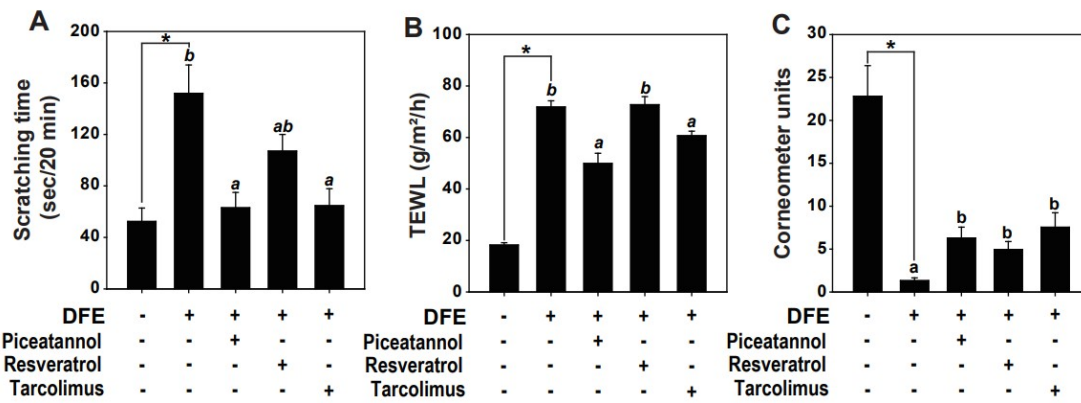 A
Scratching time
(sec/20 min)
200
160
120
80
40
0
*
b
a
ab
a
DFE - + + + +
Piceatannol - - + - -
Resveratrol - - - + -
Tarcolimus - - - - +
B
TEWL (g/m²/h)
100
80
60
40
20
0
*
b
a
b
a
- + + + +
- - + - -
- - - + -
- - - - +
DFE
Piceatannol
Resveratrol
Tarcolimus
C
Corneometer units
30
25
20
15
10
5
0
*
a
b
b
b
DFE - + + + +
Piceatannol - - + - -
Resveratrol - - - + -
Tarcolimus - - - - +